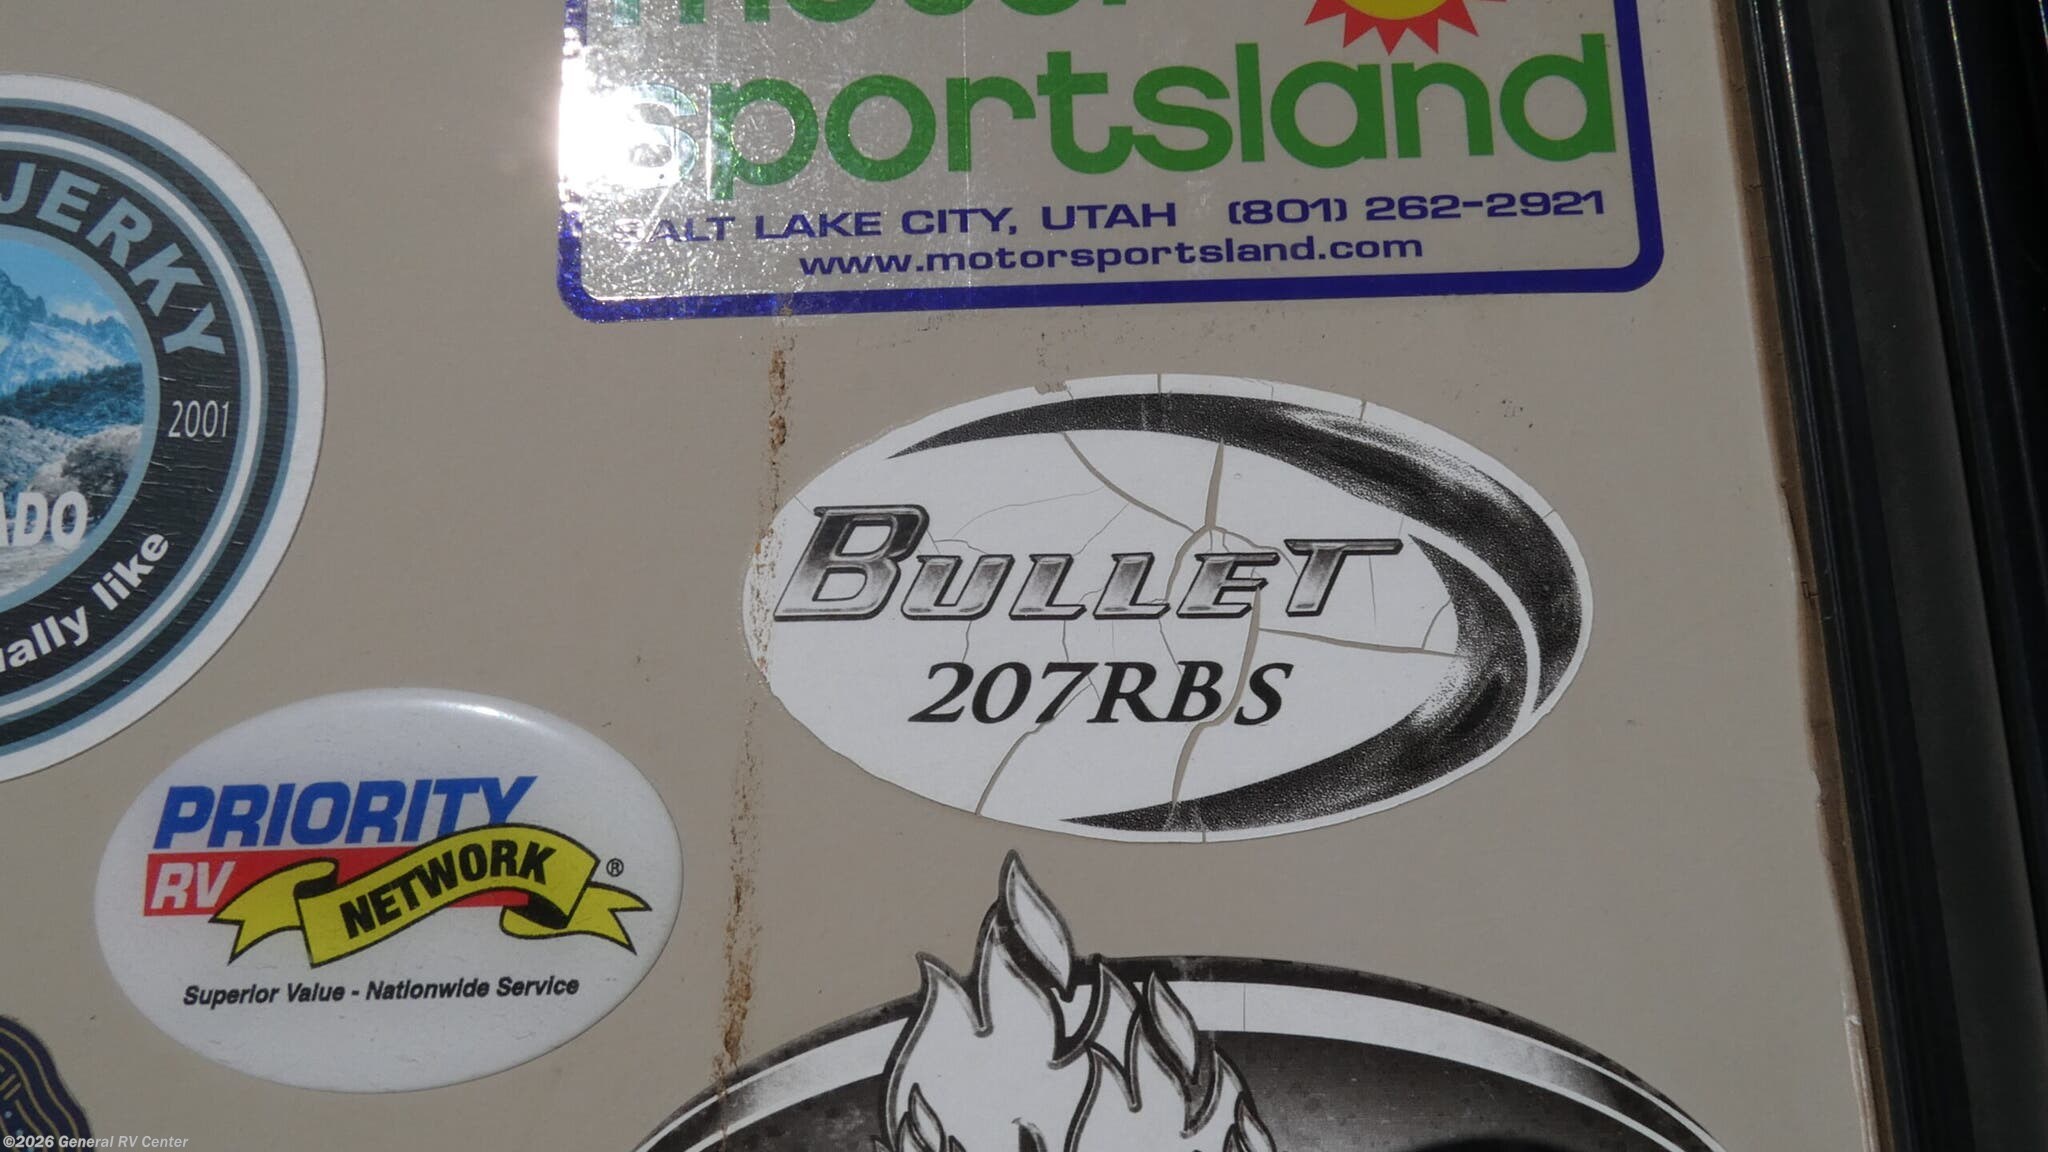 motor
sportsland
SALT LAKE CITY, UTAH (801) 262-2921
www.motorsportsland.com
JERKY
2001
ADO
ally like
BULLET
207RBS
PRIORITY
RV NETWORK ®
Superior Value - Nationwide Service
©2026 General RV Center